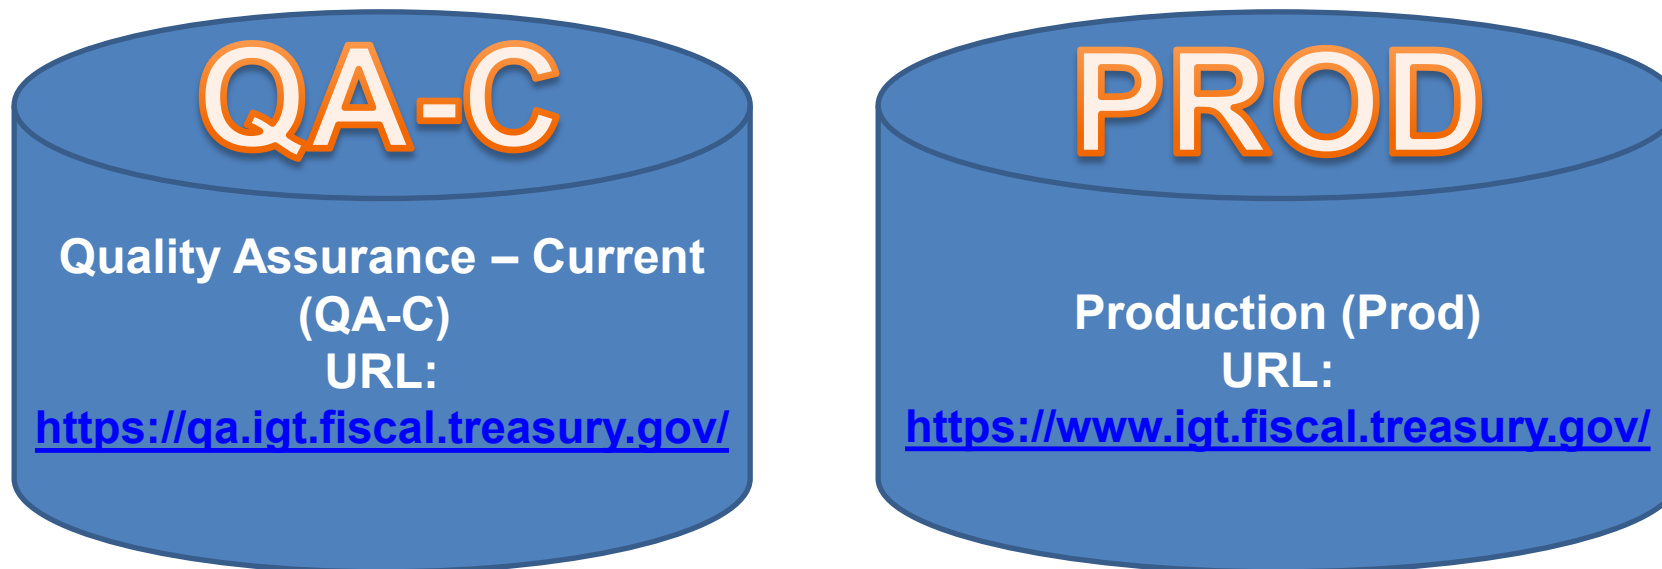 QA-C
Quality Assurance – Current
(QA-C)
URL:
https://qa.igt.fiscal.treasury.gov/
PROD
Production (Prod)
URL:
https://www.igt.fiscal.treasury.gov/